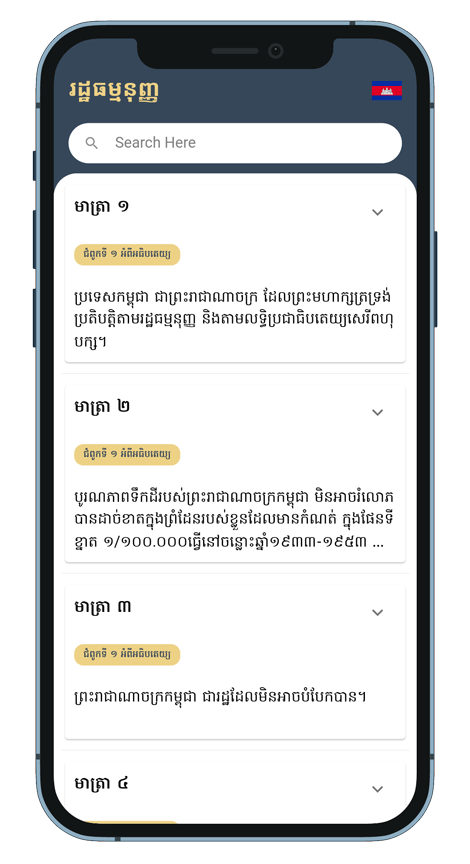 រដ្ឋធម្មនុញ្ញ
Search Here
មាត្រា ១
ជំពូកទី ១ អំពីអធិបតេយ្យ
ប្រទេសកម្ពុជា ជាព្រះរាជាណាចក្រ ដែលព្រះមហាក្សត្រទ្រង់
ប្រតិបត្តិតាមរដ្ឋធម្មនុញ្ញ និងតាមលទ្ធិប្រជាធិបតេយ្យសេរីពហុ
បក្ស។
មាត្រា ២
ជំពូកទី ១ អំពីអធិបតេយ្យ
បូរណភាពទឹកដីរបស់ព្រះរាជាណាចក្រកម្ពុជា មិនអាចរំលោភ
បានដាច់ខាតក្នុងព្រំដែនរបស់ខ្លួនដែលមានកំណត់ ក្នុងផែនទី
ខ្នាត ១/១០០.០០០ធ្វើនៅចន្លោះឆ្នាំ១៩៣៣-១៩៥៣ ...
មាត្រា ៣
ជំពូកទី ១ អំពីអធិបតេយ្យ
ព្រះរាជាណាចក្រកម្ពុជា ជារដ្ឋដែលមិនអាចបំបែកបាន។
មាត្រា ៤